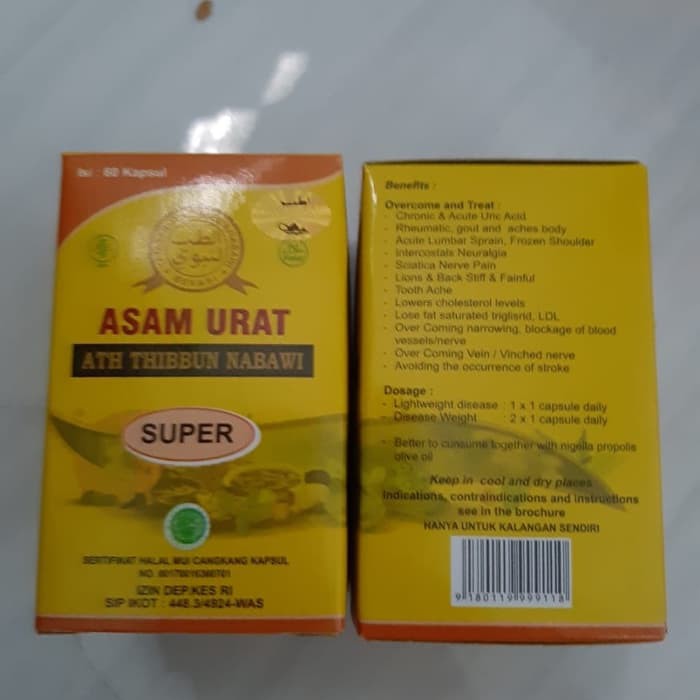 Isi : 60 Kapsul
ASAM URAT
ATH THIBBUN NABAWI
SUPER
SERTIFIKAT HALAL MUI CANGKANG KAPSUL
IZIN DEP.KES RI
SIP IKOT : 448.3/4924-WAS
Benefits :
Overcome and Treat :
- Chronic & Acute Uric Acid
- Rheumatic, gout and aches body
- Acute Lumbar Sprain, Frozen Shoulder
- Intercostals Neuralgia
- Sciatica Nerve Pain
- Lions & Back Stiff & Fainful
- Tooth Ache
- Lowers cholesterol levels
- Lose fat saturated triglisrid, LDL
- Over Coming narrowing, blockage of blood
vessels/nerve
- Over Coming Vein / Vinched nerve
- Avoiding the occurrence of stroke
Dosage :
- Lightweight disease : 1 x 1 capsule daily
- Disease Weight : 2 x 1 capsule daily
- Better to cunsume together with nigella propolis
olive oil
Keep in cool and dry places
Indications, contraindications and instructions
see in the brochure
HANYA UNTUK KALANGAN SENDIRI
9 180119 999118